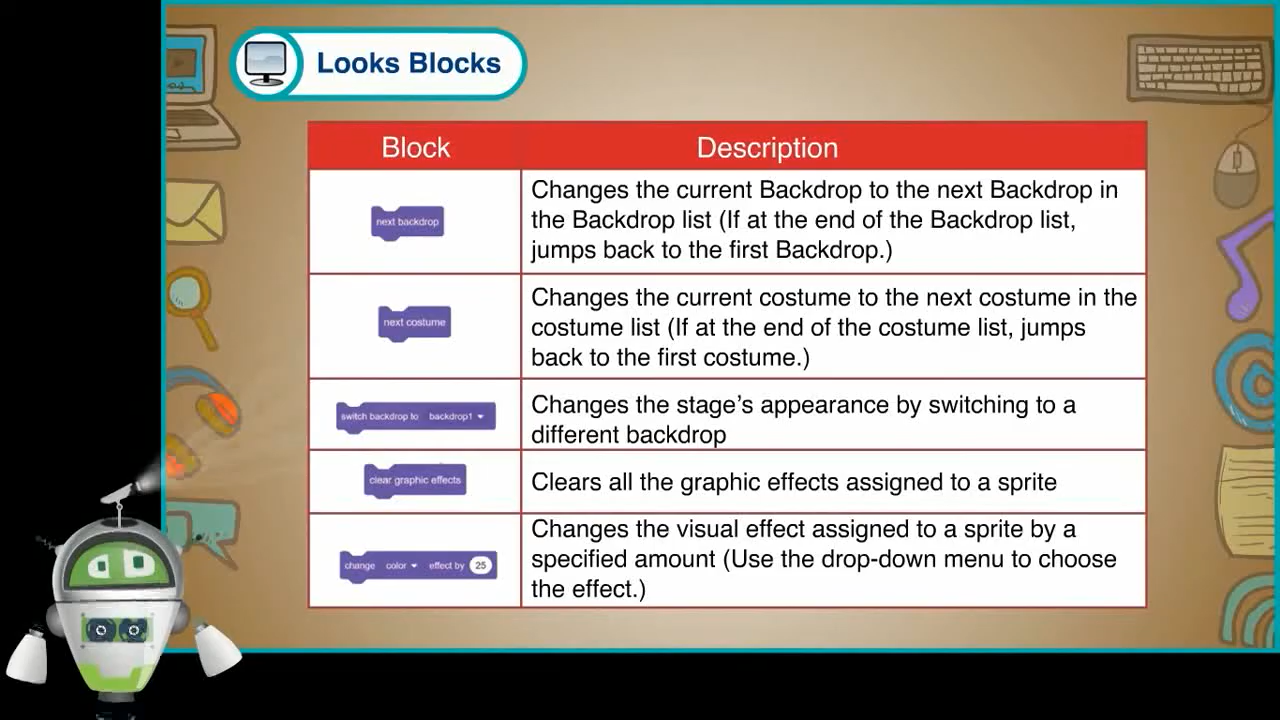 Looks Blocks
Block
Description
next backdrop
Changes the current Backdrop to the next Backdrop in
the Backdrop list (If at the end of the Backdrop list,
jumps back to the first Backdrop.)
next costume
Changes the current costume to the next costume in the
costume list (If at the end of the costume list, jumps
back to the first costume.)
switch backdrop to backdrop1
Changes the stage's appearance by switching to a
different backdrop
clear graphic effects
Clears all the graphic effects assigned to a sprite
change color effect by 25
Changes the visual effect assigned to a sprite by a
specified amount (Use the drop-down menu to choose
the effect.)